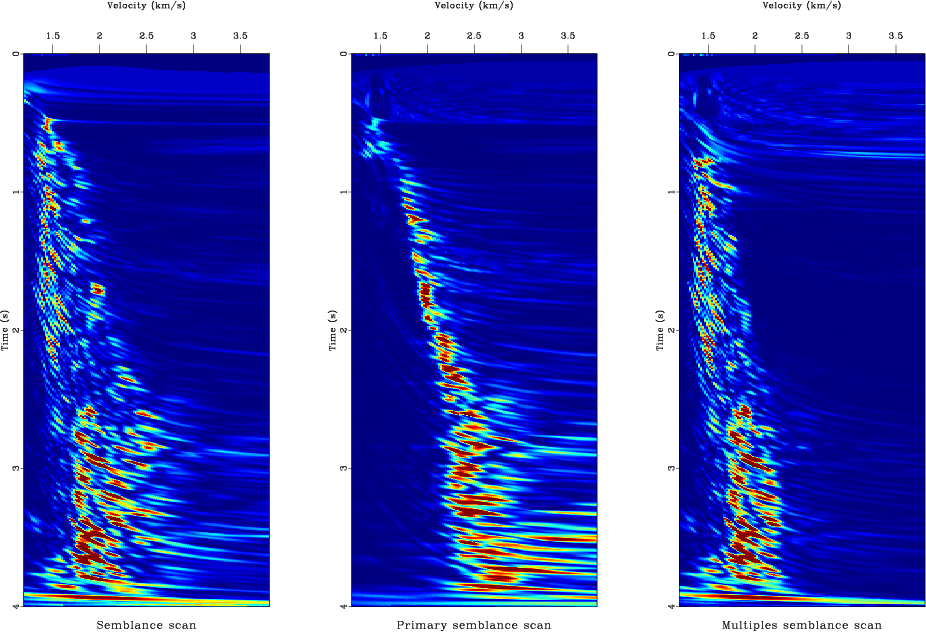 Velocity (km/s) Velocity (km/s) Velocity (km/s)
1.5 2 2.5 3 3.5 1.5 2 2.5 3 3.5 1.5 2 2.5 3 3.5
0 0 0
1 1 1
Time (s) Time (s) Time (s)
2 2 2
3 3 3
4 4 4
Semblance scan Primary semblance scan Multiples semblance scan